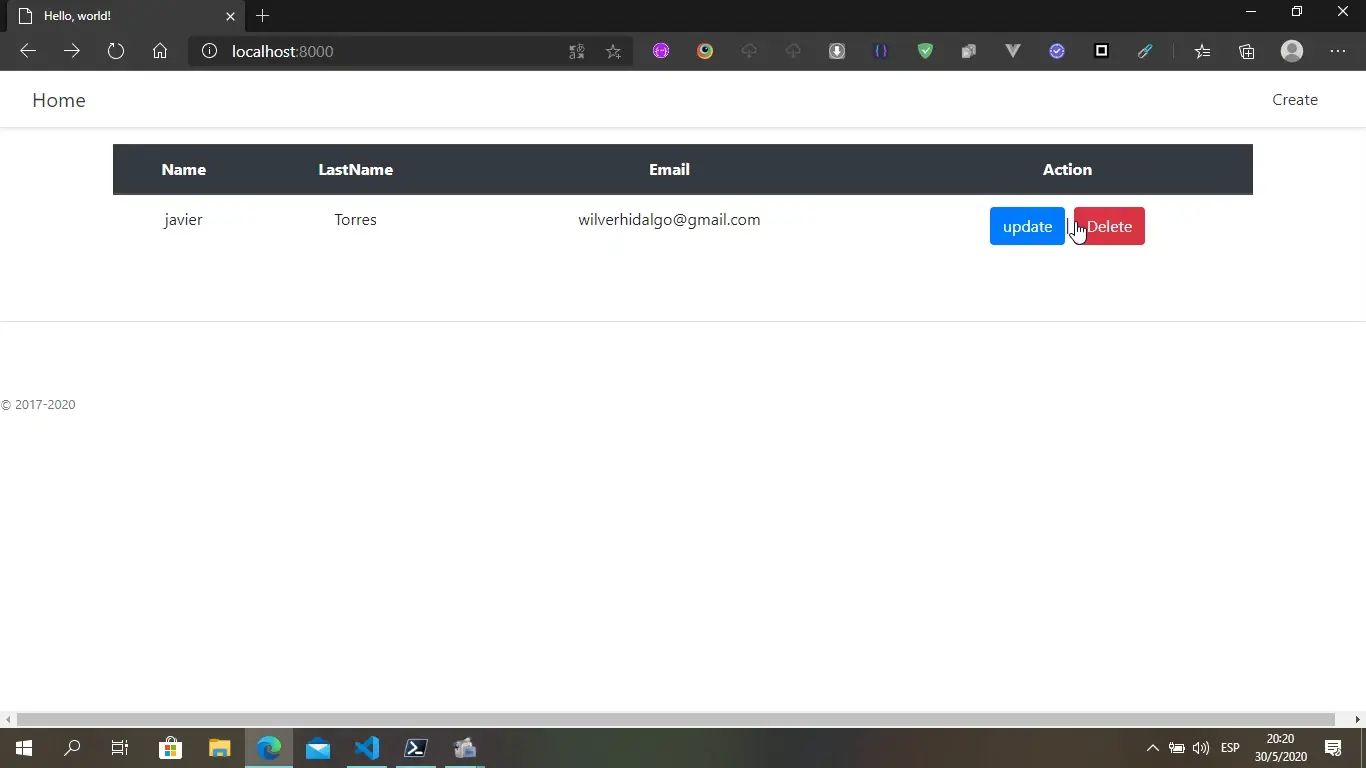 Hello, world!
localhost:8000
Home
Create
Name LastName Email Action
javier Torres wilverhidalgo@gmail.com update | Delete
© 2017-2020
ESP
20:20
30/5/2020